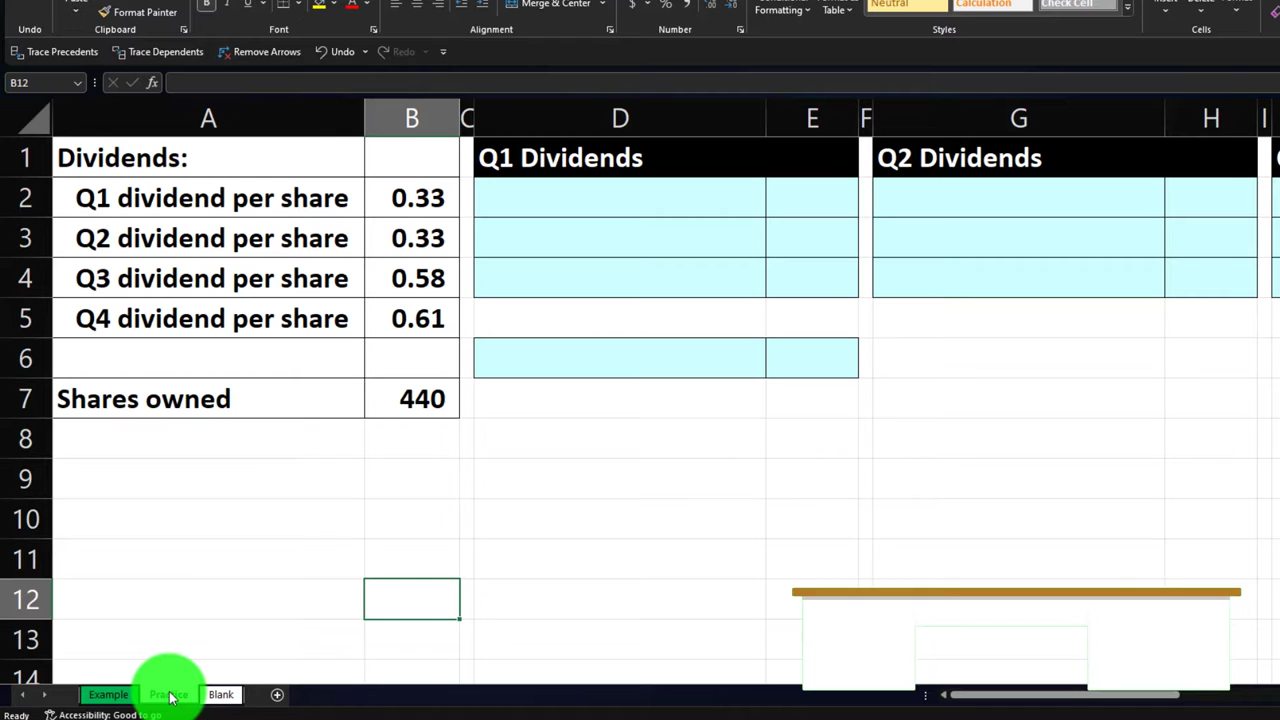 Format Painter
B
Merge & Center
$
%
Formatting
Table
Neutral
Calculation
Check Cell
Undo
Clipboard
Font
Alignment
Number
Styles
Cells
Trace Precedents
Trace Dependents
Remove Arrows
Undo
Redo
B12
fx
A B C D E F G H I
1 Dividends: Q1 Dividends Q2 Dividends
2 Q1 dividend per share 0.33
3 Q2 dividend per share 0.33
4 Q3 dividend per share 0.58
5 Q4 dividend per share 0.61
6
7 Shares owned 440
8
9
10
11
12
13
14
Example Practice Blank
Ready
Accessibility: Good to go